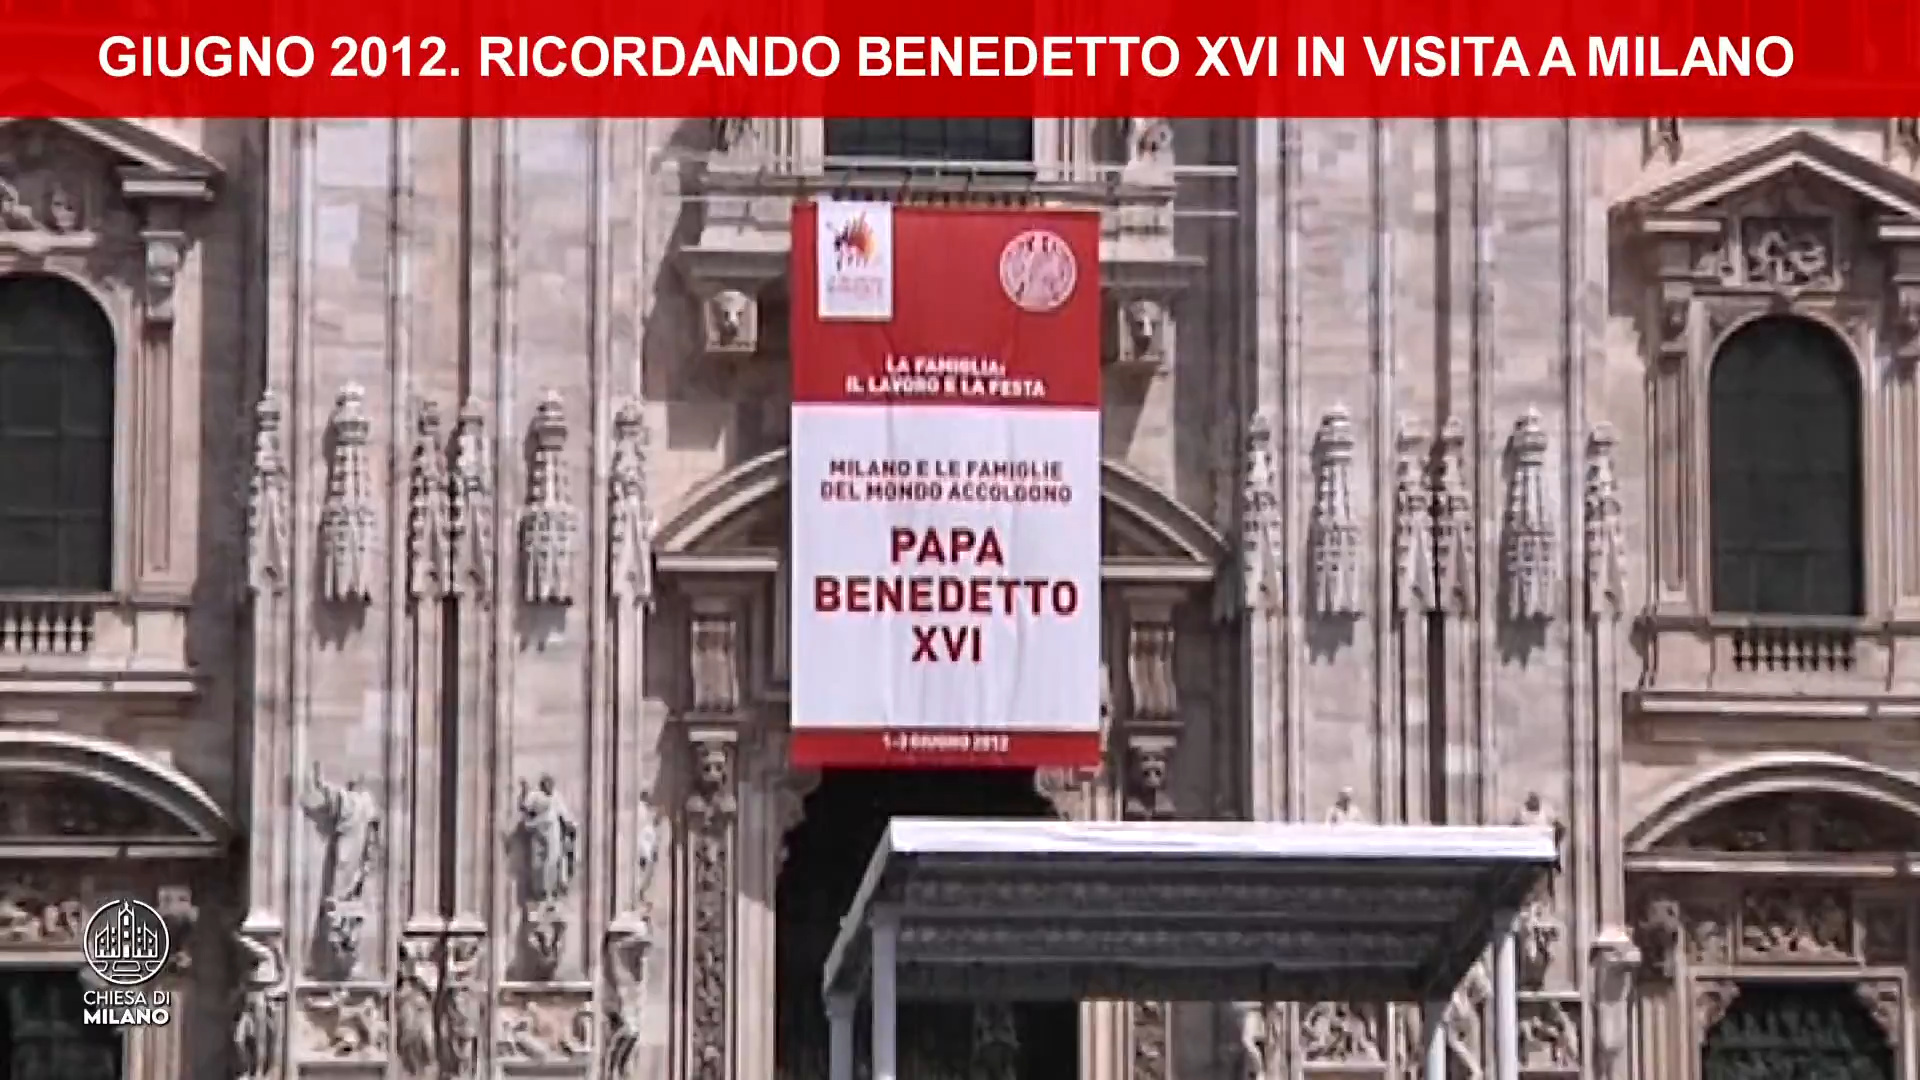 GIUGNO 2012. RICORDANDO BENEDETTO XVI IN VISITA A MILANO
LA FAMIGLIA:
IL LAVORO E LA FESTA
MILANO E LE FAMIGLIE
DEL MONDO ACCOLGONO
PAPA
BENEDETTO
XVI
1-3 GIUGNO 2012
CHIESA DI
MILANO